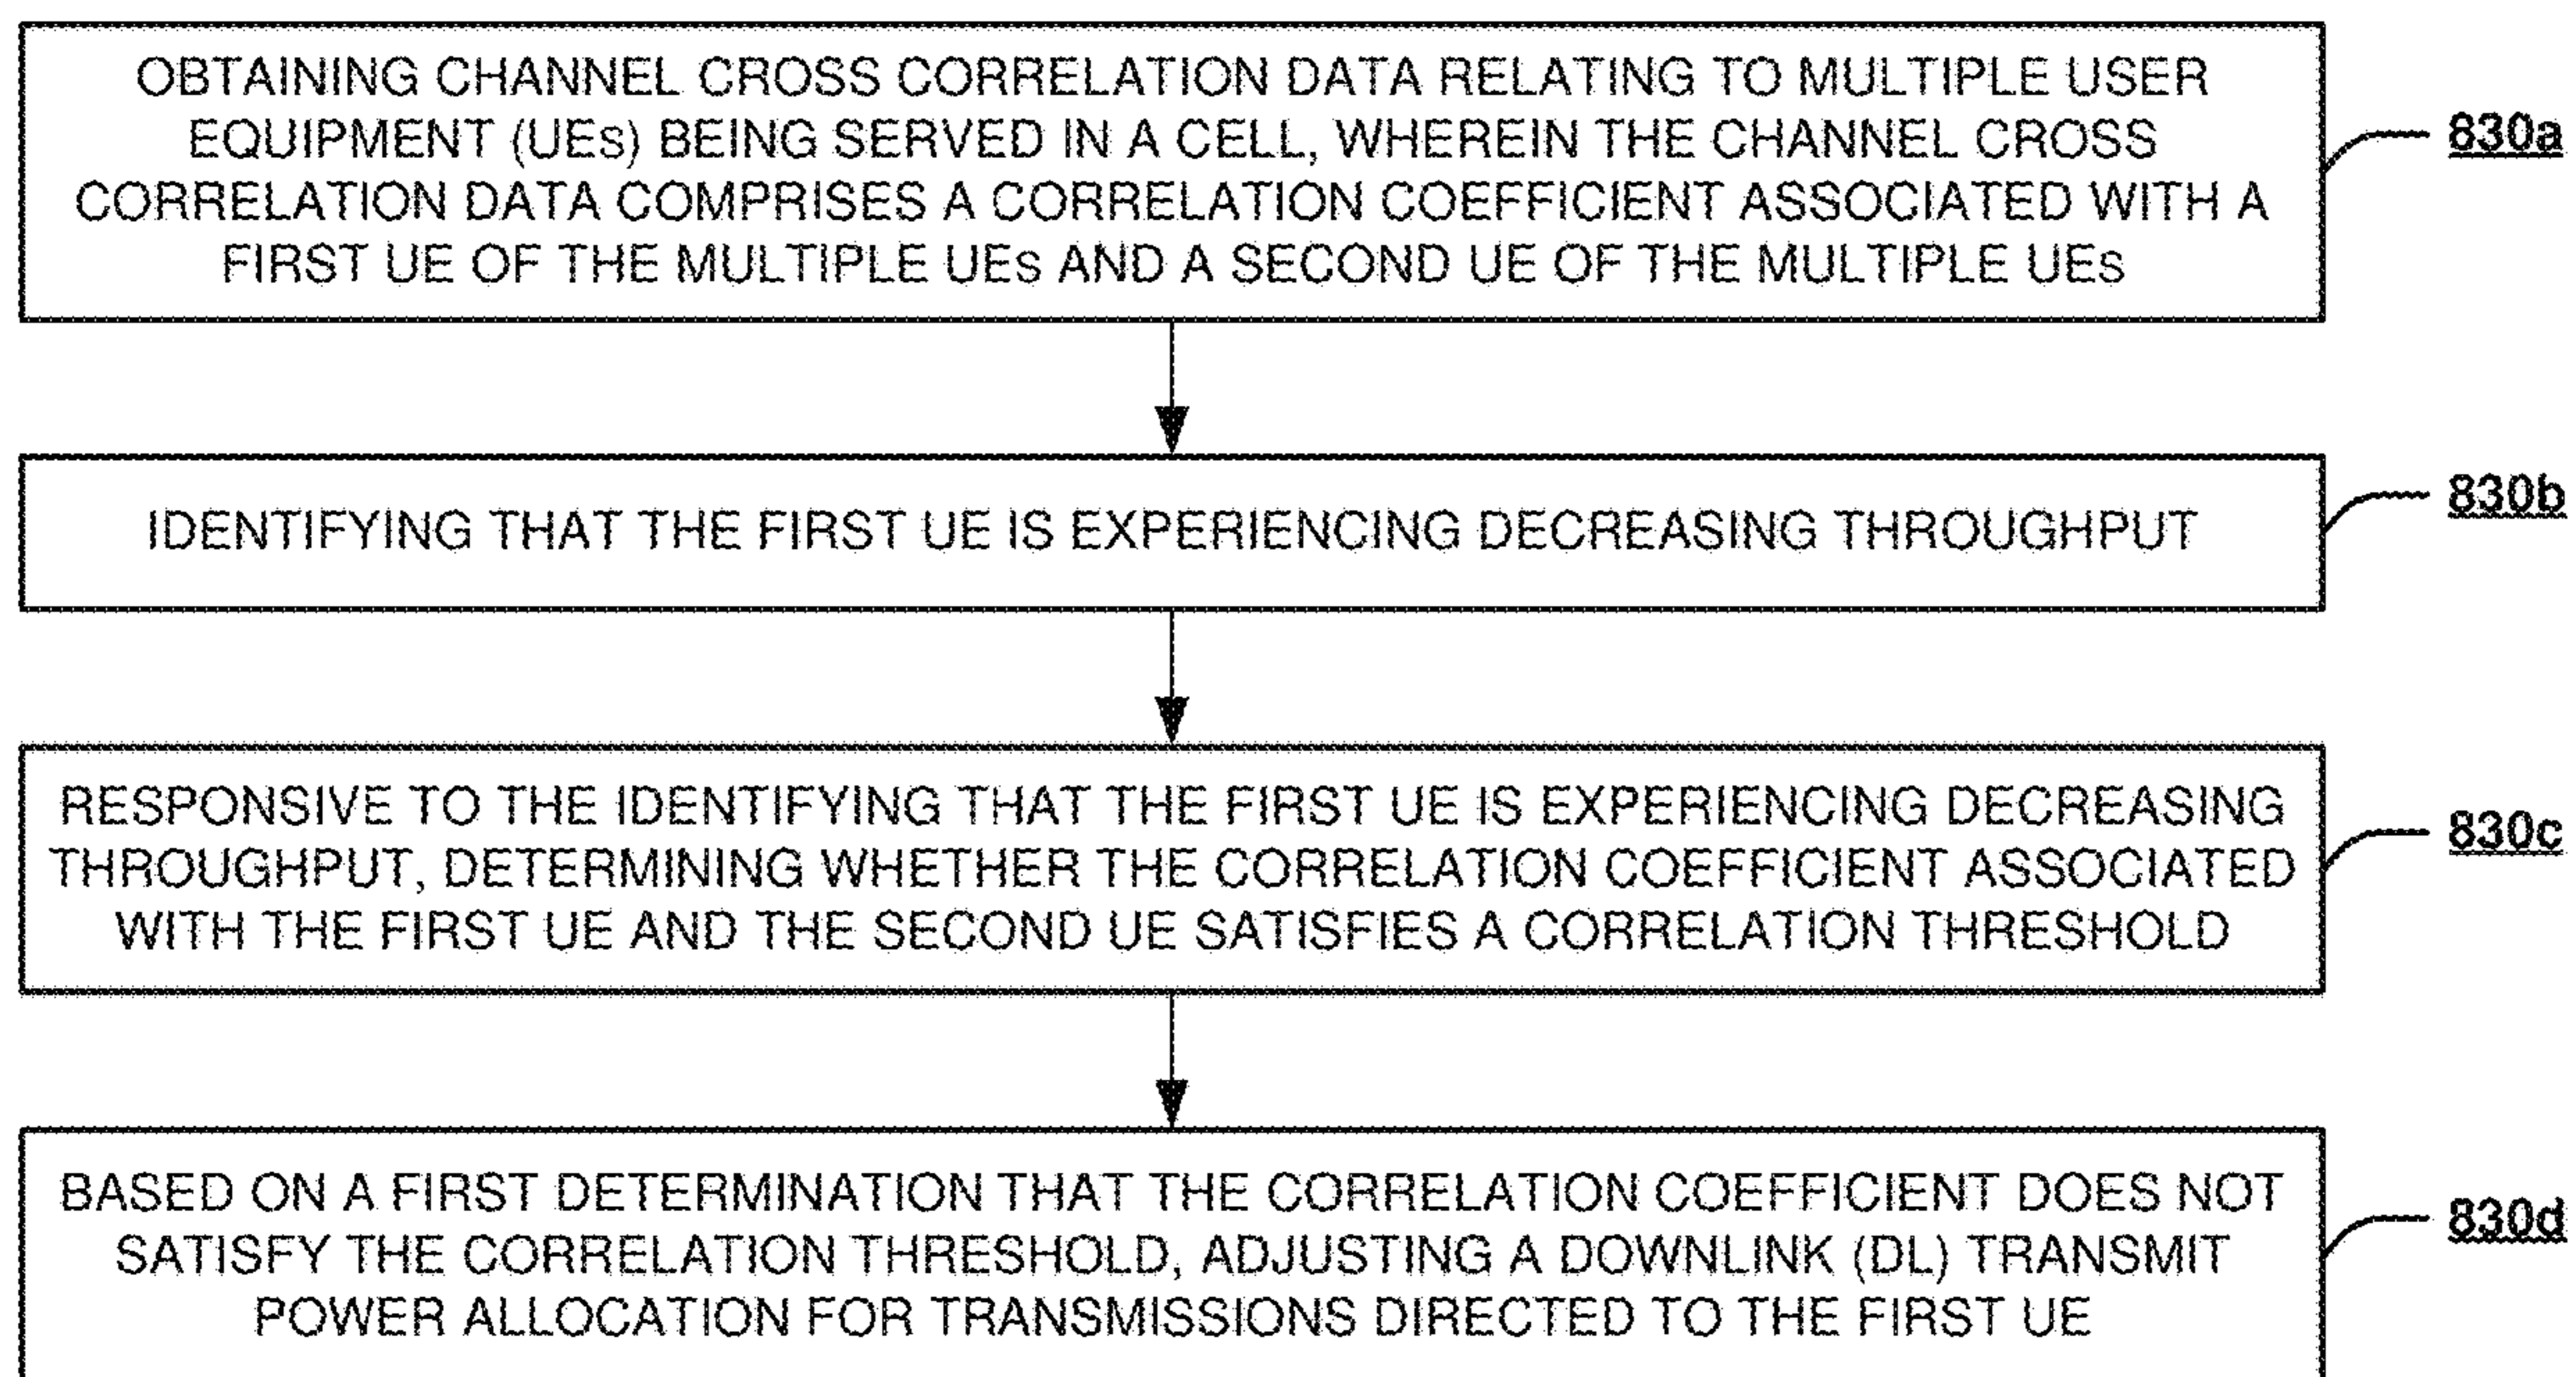 OBTAINING CHANNEL CROSS CORRELATION DATA RELATING TO MULTIPLE USER
EQUIPMENT (UEs) BEING SERVED IN A CELL, WHEREIN THE CHANNEL CROSS
CORRELATION DATA COMPRISES A CORRELATION COEFFICIENT ASSOCIATED WITH A
FIRST UE OF THE MULTIPLE UEs AND A SECOND UE OF THE MULTIPLE UEs
830a
IDENTIFYING THAT THE FIRST UE IS EXPERIENCING DECREASING THROUGHPUT
830b
RESPONSIVE TO THE IDENTIFYING THAT THE FIRST UE IS EXPERIENCING DECREASING
THROUGHPUT, DETERMINING WHETHER THE CORRELATION COEFFICIENT ASSOCIATED
WITH THE FIRST UE AND THE SECOND UE SATISFIES A CORRELATION THRESHOLD
830c
BASED ON A FIRST DETERMINATION THAT THE CORRELATION COEFFICIENT DOES NOT
SATISFY THE CORRELATION THRESHOLD, ADJUSTING A DOWNLINK (DL) TRANSMIT
POWER ALLOCATION FOR TRANSMISSIONS DIRECTED TO THE FIRST UE
830d